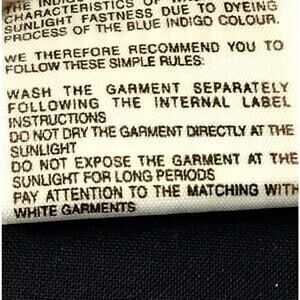 THE INDIGO
CHARACTERISTICS OF
SUNLIGHT FASTNESS DUE TO DYEING
PROCESS OF THE BLUE INDIGO COLOUR.
WE THEREFORE RECOMMEND YOU TO
FOLLOW THESE SIMPLE RULES:
WASH THE GARMENT SEPARATELY
FOLLOWING THE INTERNAL LABEL
INSTRUCTIONS
DO NOT DRY THE GARMENT DIRECTLY AT THE
SUNLIGHT
DO NOT EXPOSE THE GARMENT AT THE
SUNLIGHT FOR LONG PERIODS
PAY ATTENTION TO THE MATCHING WITH
WHITE GARMENTS